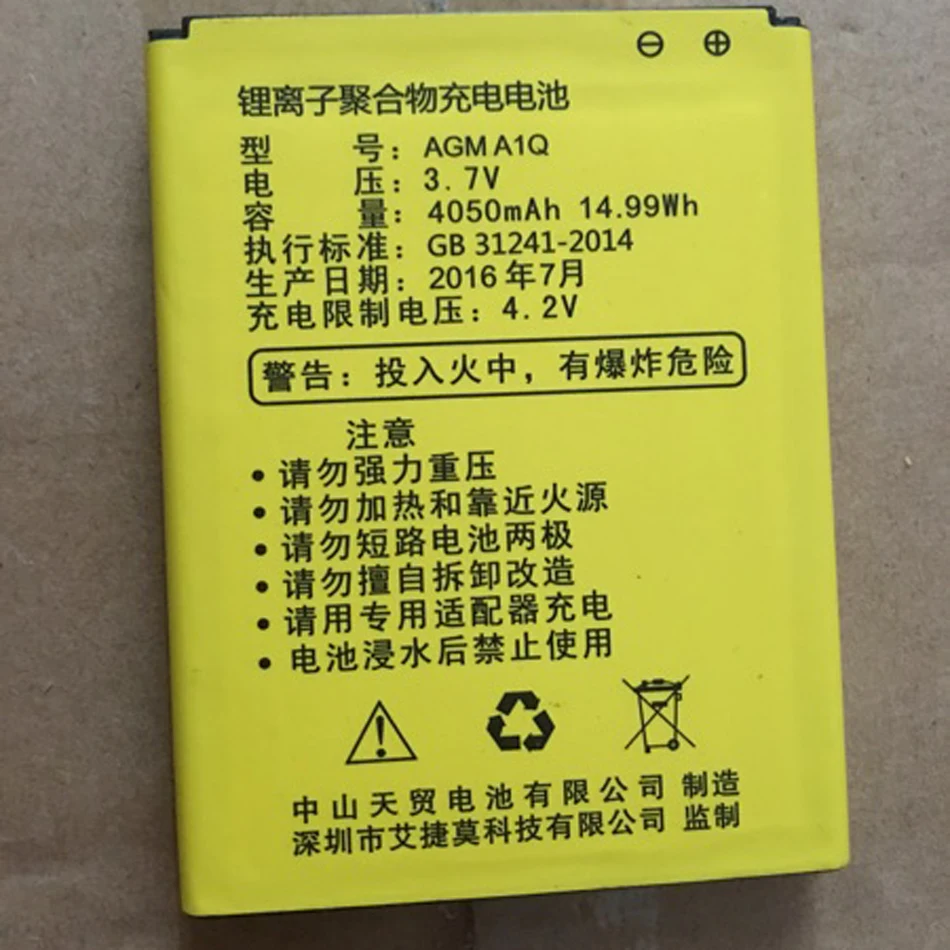 ⊖ ⊕
锂离子聚合物充电电池
型 号：AGM A1Q
电 压：3.7V
容 量：4050mAh 14.99Wh
执行标准：GB 31241-2014
生产日期：2016年7月
充电限制电压：4.2V
警告：投入火中，有爆炸危险
注意
• 请勿强力重压
• 请勿加热和靠近火源
• 请勿短路电池两极
• 请勿擅自拆卸改造
• 请用专用适配器充电
• 电池浸水后禁止使用
中山天贸电池有限公司 制造
深圳市艾捷莫科技有限公司 监制